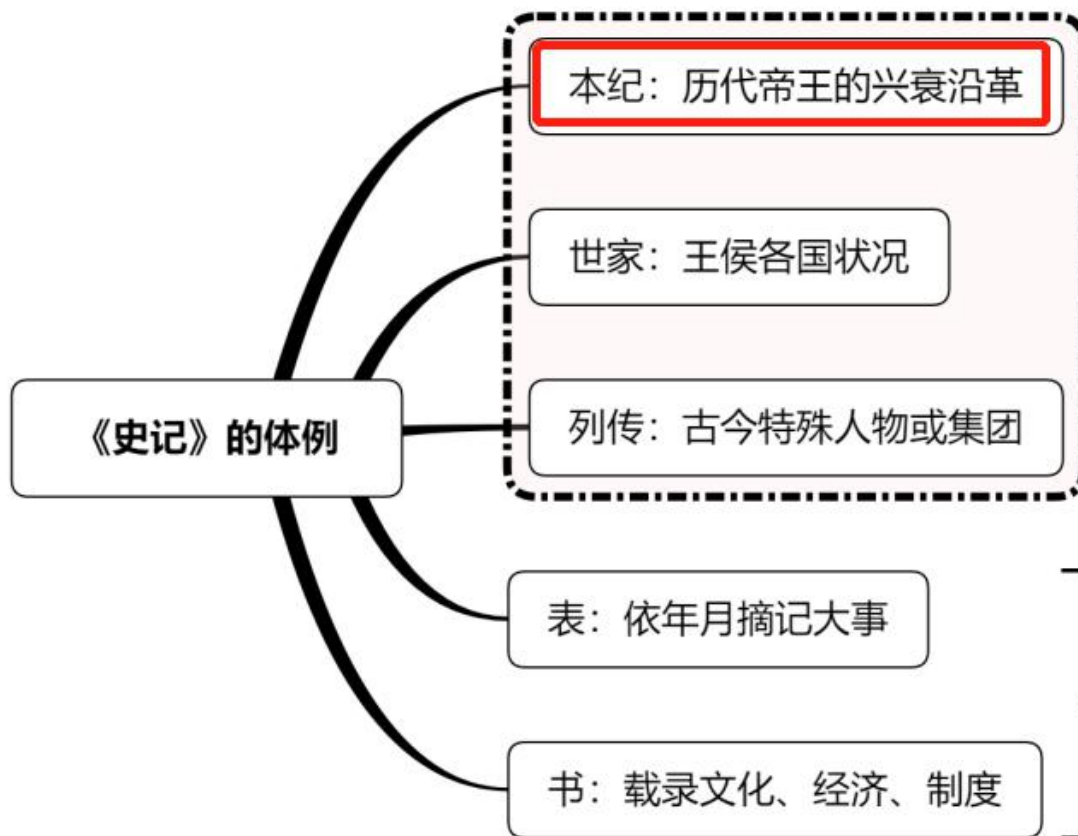 本纪：历代帝王的兴衰沿革
世家：王侯各国状况
《史记》的体例
列传：古今特殊人物或集团
表：依年月摘记大事
书：载录文化、经济、制度